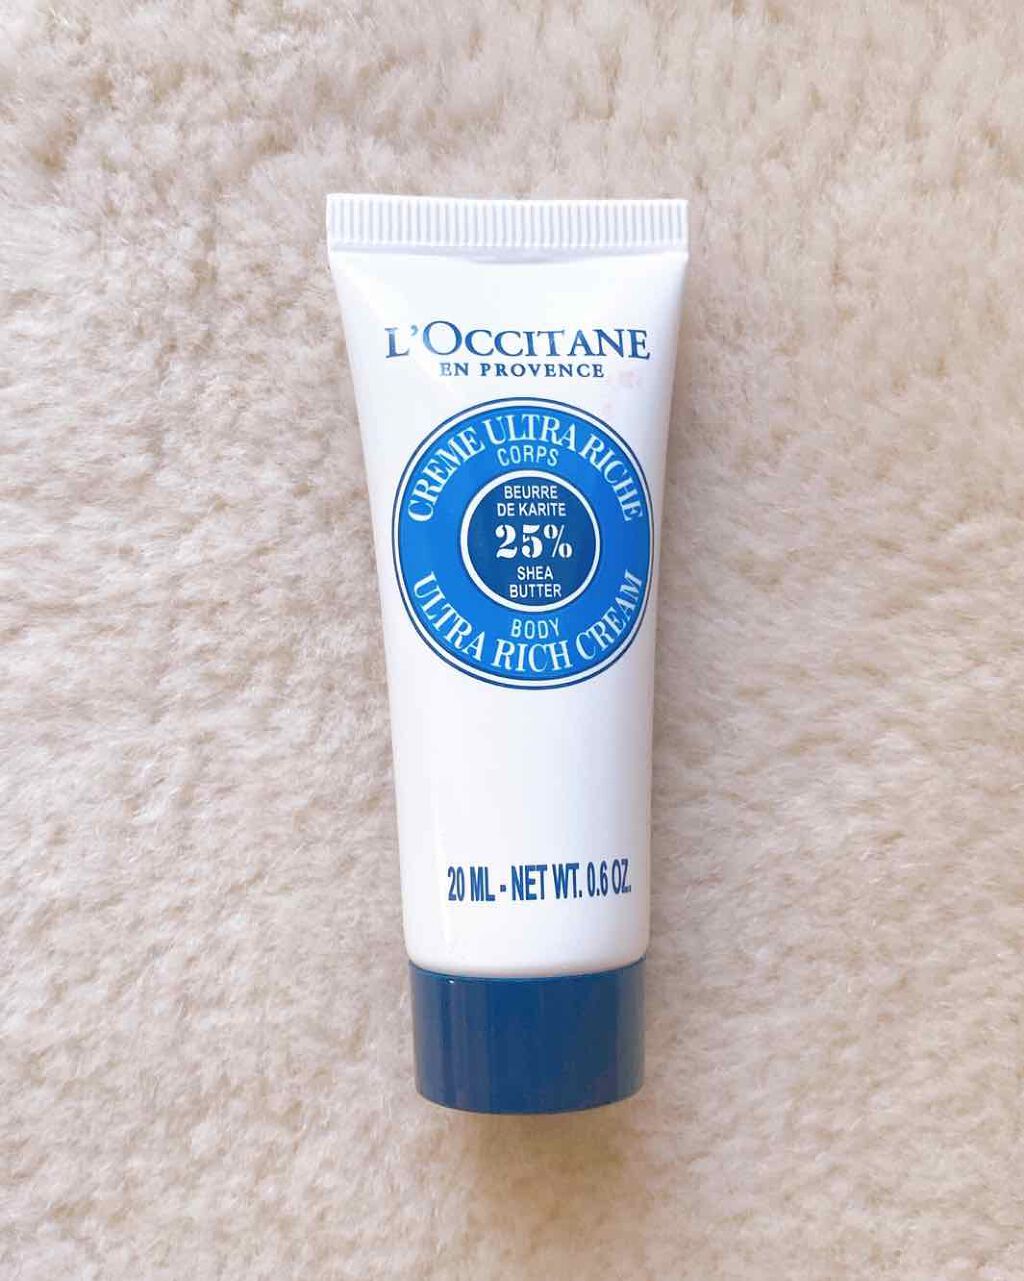 L'OCCITANE
EN PROVENCE
CREME ULTRA RICHE
CORPS
BEURRE
DE KARITE
25%
SHEA
BUTTER
BODY
ULTRA RICH CREAM
20 ML - NET WT. 0.6 OZ.